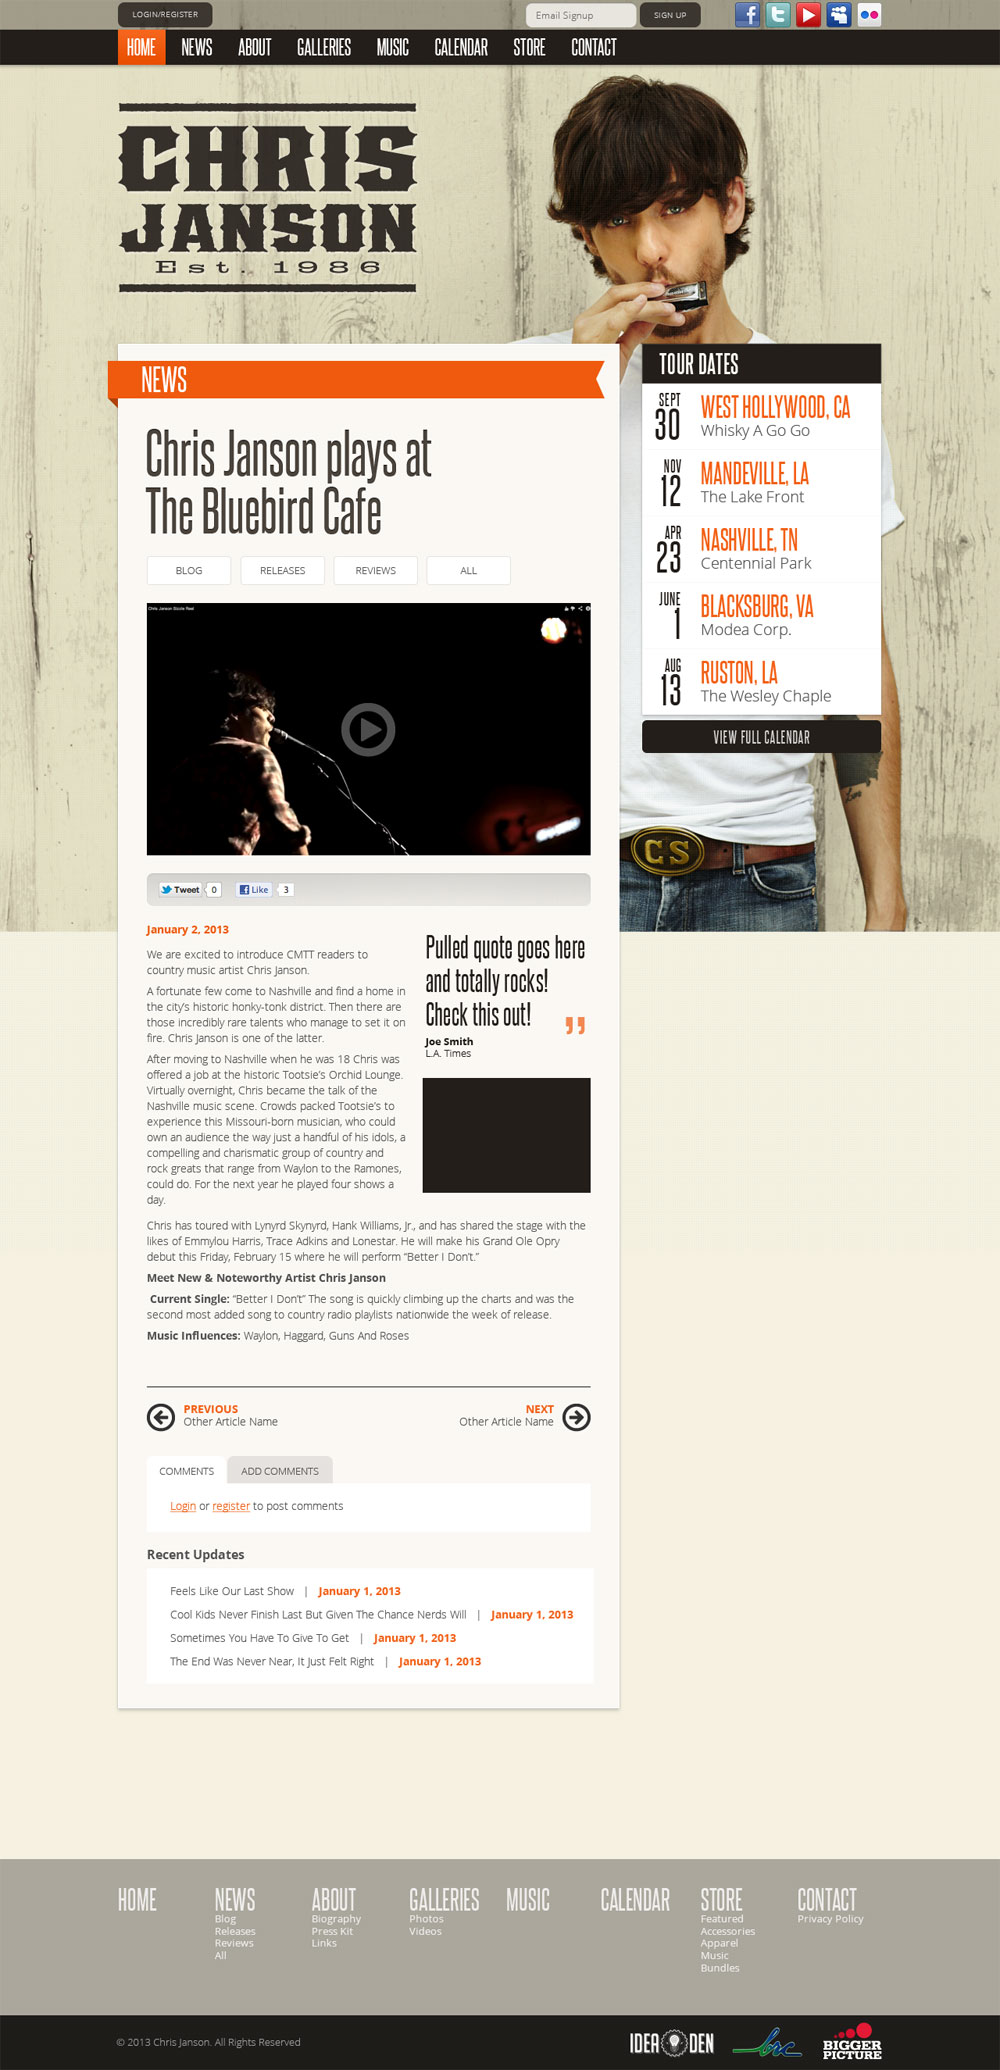 LOGIN/REGISTER
Email Signup
SIGN UP
HOME NEWS ABOUT GALLERIES MUSIC CALENDAR STORE CONTACT
CHRIS
JANSON
Est. 1986
NEWS
Chris Janson plays at
The Bluebird Cafe
BLOG RELEASES REVIEWS ALL
Chris Janson Sizzle Reel
Tweet 0 Like 3
January 2, 2013
We are excited to introduce CMTT readers to
country music artist Chris Janson.
A fortunate few come to Nashville and find a home in
the city's historic honky-tonk district. Then there are
those incredibly rare talents who manage to set it on
fire. Chris Janson is one of the latter.
After moving to Nashville when he was 18 Chris was
offered a job at the historic Tootsie's Orchid Lounge.
Virtually overnight, Chris became the talk of the
Nashville music scene. Crowds packed Tootsie's to
experience this Missouri-born musician, who could
own an audience the way just a handful of his idols, a
compelling and charismatic group of country and
rock greats that range from Waylon to the Ramones,
could do. For the next year he played four shows a
day.
Pulled quote goes here
and totally rocks!
Check this out! ”
Joe Smith
L.A. Times
Chris has toured with Lynyrd Skynyrd, Hank Williams, Jr., and has shared the stage with the
likes of Emmylou Harris, Trace Adkins and Lonestar. He will make his Grand Ole Opry
debut this Friday, February 15 where he will perform “Better I Don't.”
Meet New & Noteworthy Artist Chris Janson
Current Single: “Better I Don't” The song is quickly climbing up the charts and was the
second most added song to country radio playlists nationwide the week of release.
Music Influences: Waylon, Haggard, Guns And Roses
PREVIOUS
Other Article Name
NEXT
Other Article Name
COMMENTS ADD COMMENTS
Login or register to post comments
Recent Updates
Feels Like Our Last Show | January 1, 2013
Cool Kids Never Finish Last But Given The Chance Nerds Will | January 1, 2013
Sometimes You Have To Give To Get | January 1, 2013
The End Was Never Near, It Just Felt Right | January 1, 2013
TOUR DATES
SEPT
30
WEST HOLLYWOOD, CA
Whisky A Go Go
NOV
12
MANDEVILLE, LA
The Lake Front
APR
23
NASHVILLE, TN
Centennial Park
JUNE
1
BLACKSBURG, VA
Modea Corp.
AUG
13
RUSTON, LA
The Wesley Chaple
VIEW FULL CALENDAR
CS
HOME
NEWS
Blog
Releases
Reviews
All
ABOUT
Biography
Press Kit
Links
GALLERIES
Photos
Videos
MUSIC
CALENDAR
STORE
Featured
Accessories
Apparel
Music
Bundles
CONTACT
Privacy Policy
© 2013 Chris Janson. All Rights Reserved
IDEA DEN
brc
BIGGER
PICTURE